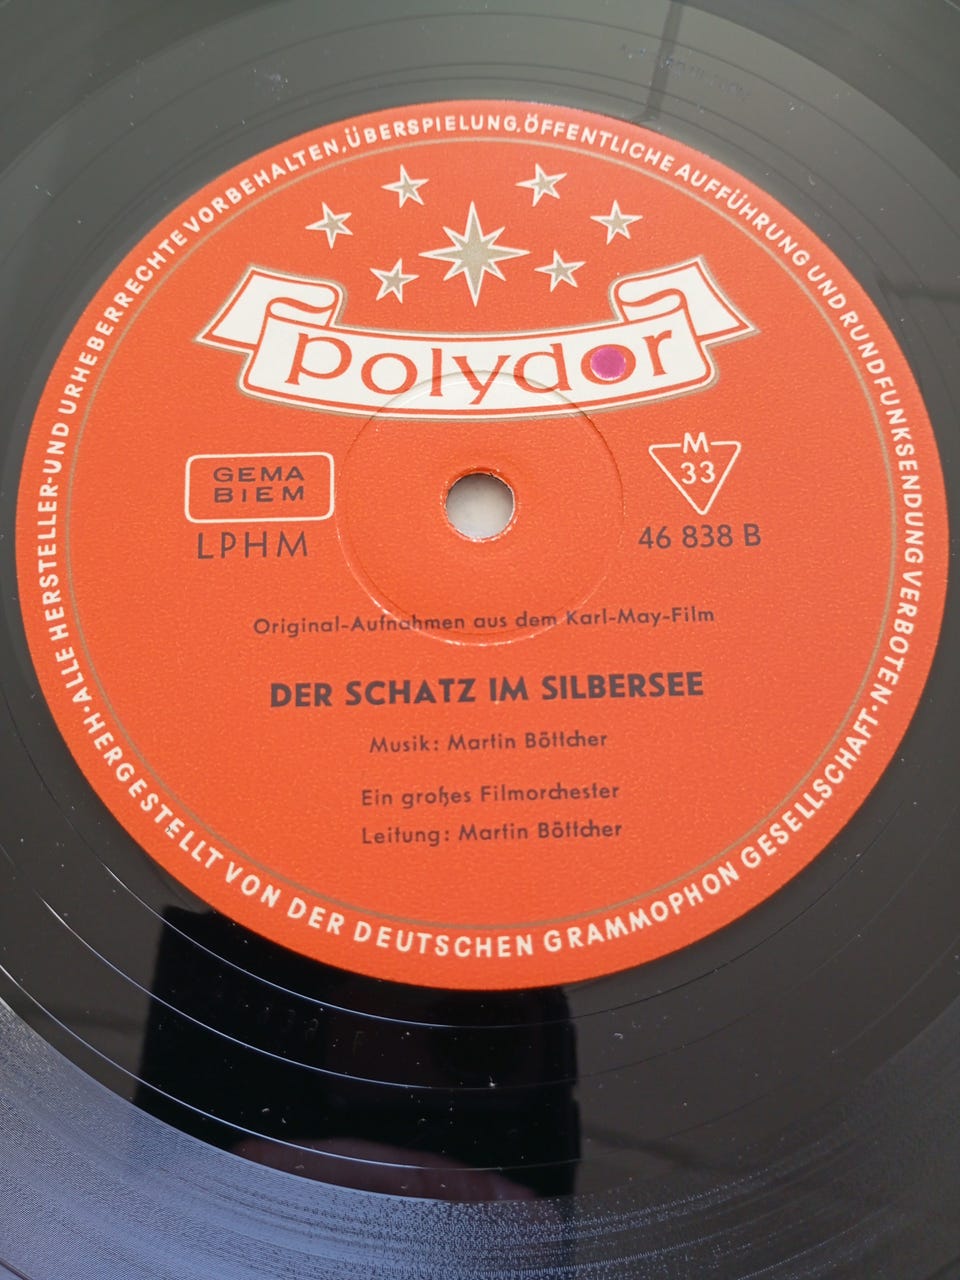 ·ALLE HERSTELLER-UND URHEBERRECHTE VORBEHALTEN,ÜBERSPIELUNG,ÖFFENTLICHE AUFFÜHRUNG UND RUNDFUNKSENDUNG VERBOTEN·
polydor
GEMA
BIEM
LPHM
M
33
46 838 B
Original-Aufnahmen aus dem Karl-May-Film
DER SCHATZ IM SILBERSEE
Musik: Martin Böttcher
Ein großes Filmorchester
Leitung: Martin Böttcher
HERGESTELLT VON DER DEUTSCHEN GRAMMOPHON GESELLSCHAFT